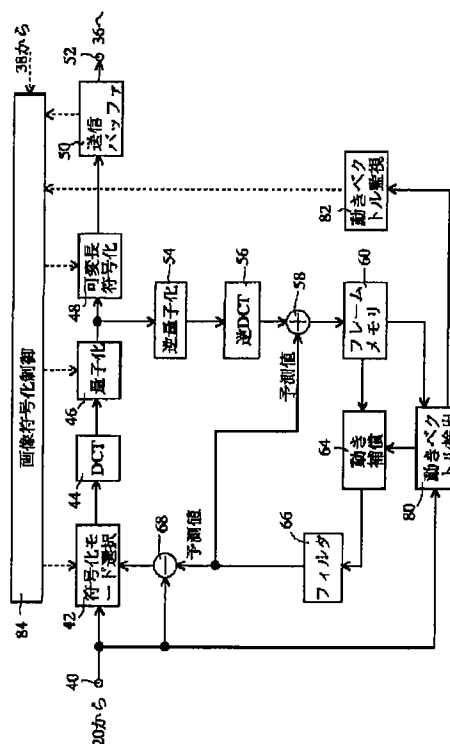 38から
84
画像符号化制御
52
36へ
50
送信
バッファ
48
可変長
符号化
46
量子化
44
DCT
42
符号化モ
ード選択
40
20から
68
予測値
54
逆量子化
56
逆DCT
58
予測値
60
フレーム
メモリ
64
動き
補償
66
フィルタ
80
動きベク
トル検出
82
動きベク
トル監視